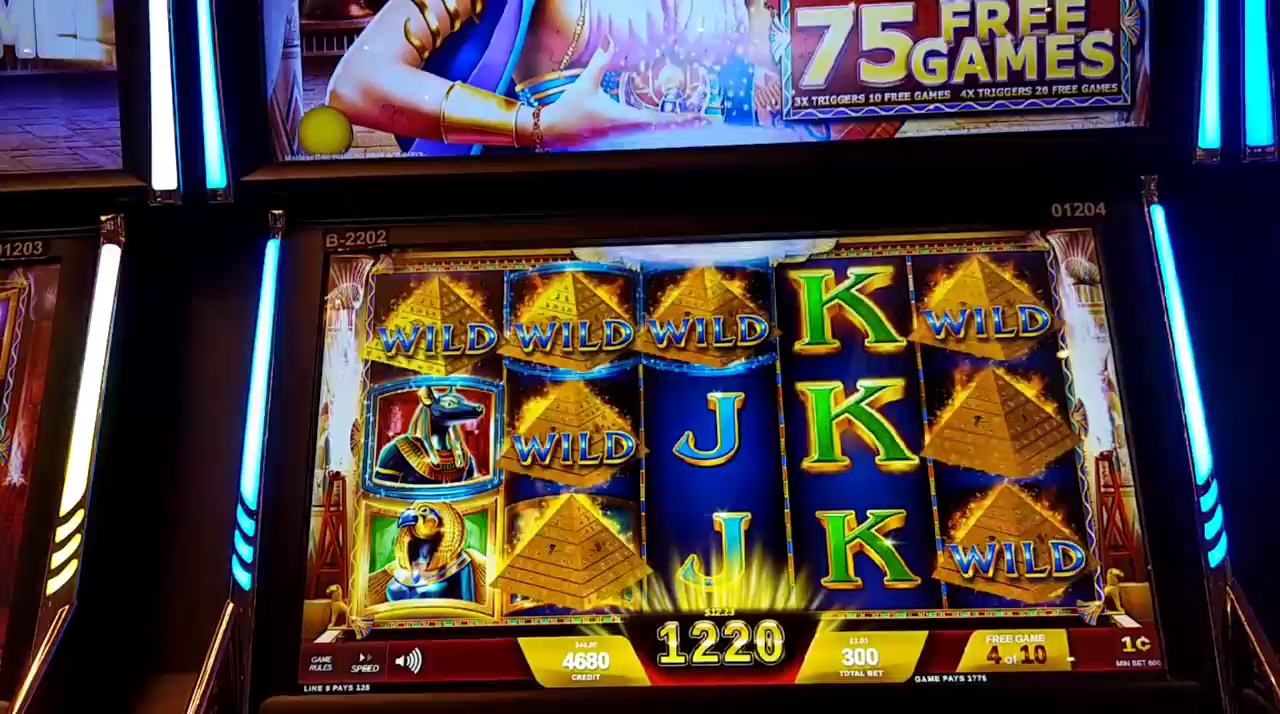 75 FREE GAMES
3X TRIGGERS 10 FREE GAMES 4X TRIGGERS 20 FREE GAMES
01203
B-2202
01204
WILD WILD WILD K WILD
WILD J K
J K WILD
GAME RULES
SPEED
4680
CREDIT
1220
300
TOTAL BET
FREE GAME
4 of 10
1¢
LINE 9 PAYS 125
GAME PAYS 1775